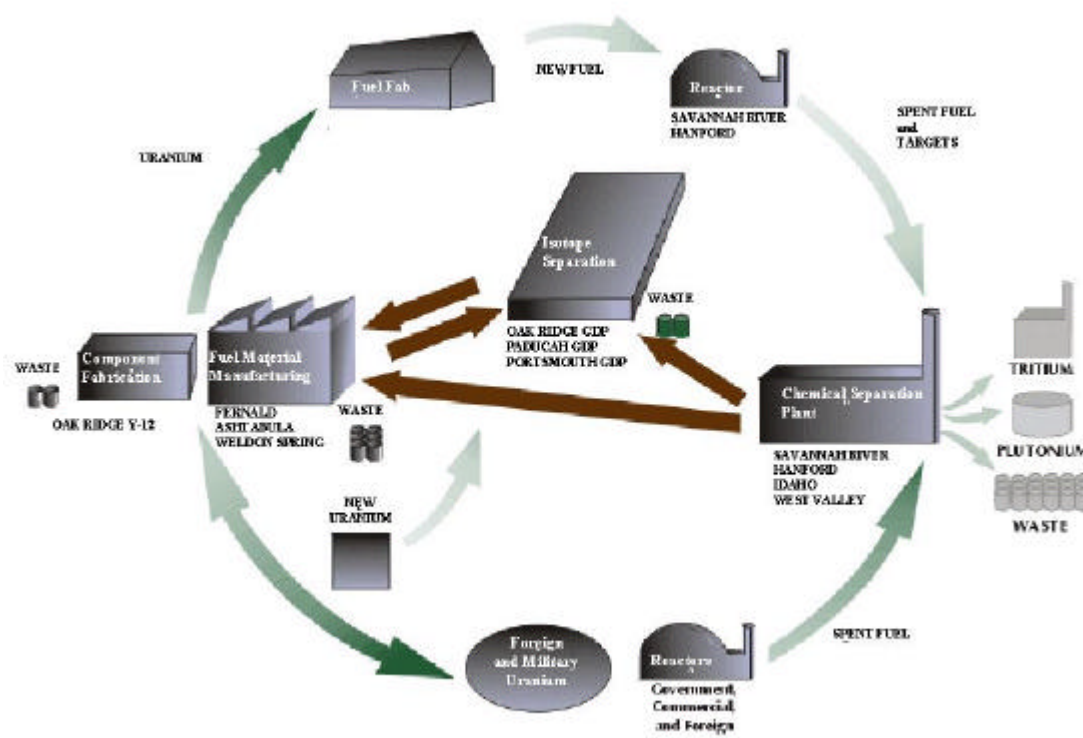 Fuel Fab
NEW FUEL
Reactor
SAVANNAH RIVER
HANFORD
SPENT FUEL
and
TARGETS
URANIUM
Isotope
Separation
WASTE
OAK RIDGE GDP
PADUCAH GDP
PORTSMOUTH GDP
WASTE
Component
Fabrication
OAK RIDGE Y-12
Fuel Material
Manufacturing
FERNALD
ASHTABULA
WELDON SPRING
WASTE
NEW
URANIUM
Chemical Separation
Plant
SAVANNAH RIVER
HANFORD
IDAHO
WEST VALLEY
TRITIUM
PLUTONIUM
WASTE
Foreign
and Military
Uranium
Reactors
Government,
Commercial,
and Foreign
SPENT FUEL